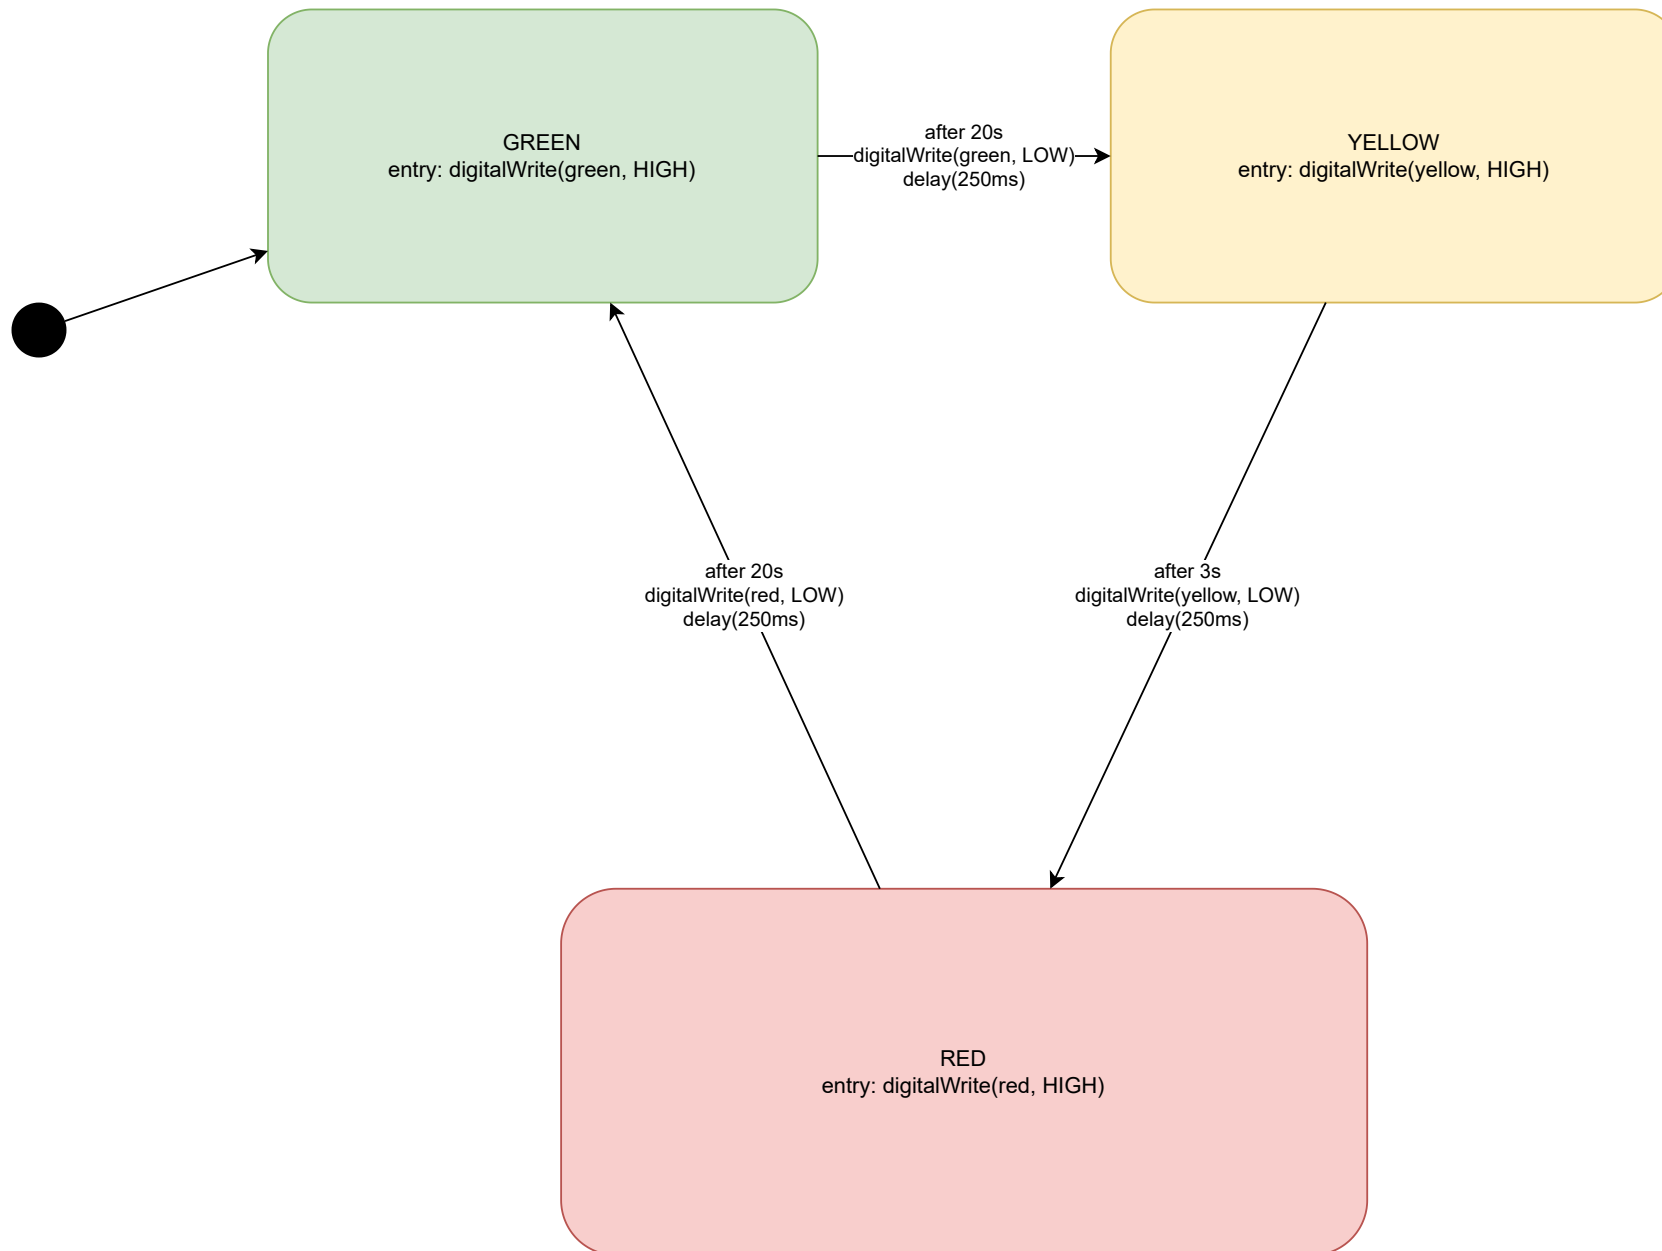 GREEN
entry: digitalWrite(green, HIGH)
after 20s
digitalWrite(green, LOW)
delay(250ms)
YELLOW
entry: digitalWrite(yellow, HIGH)
after 20s
digitalWrite(red, LOW)
delay(250ms)
after 3s
digitalWrite(yellow, LOW)
delay(250ms)
RED
entry: digitalWrite(red, HIGH)